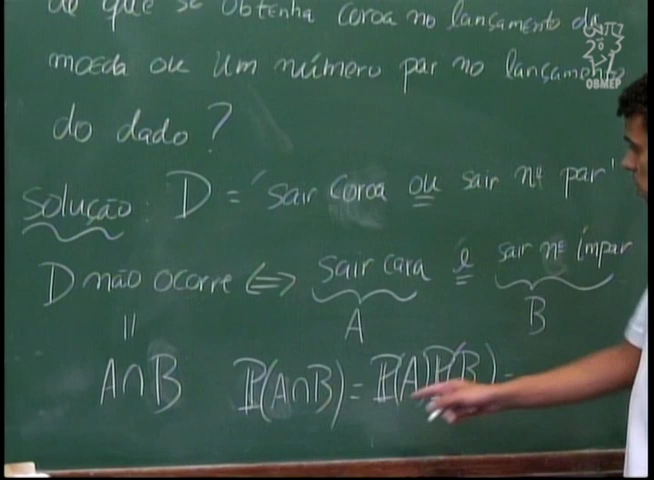 de que se obtenha coroa no lançamento da
moeda ou um número par no lançamento
do dado?
Solução: D = "sair coroa ou sair nº par"
D não ocorre ⟺ sair cara e sair nº ímpar
A B
=
A∩B ℙ(A∩B) = ℙ(A)ℙ(B) =
OBMEP